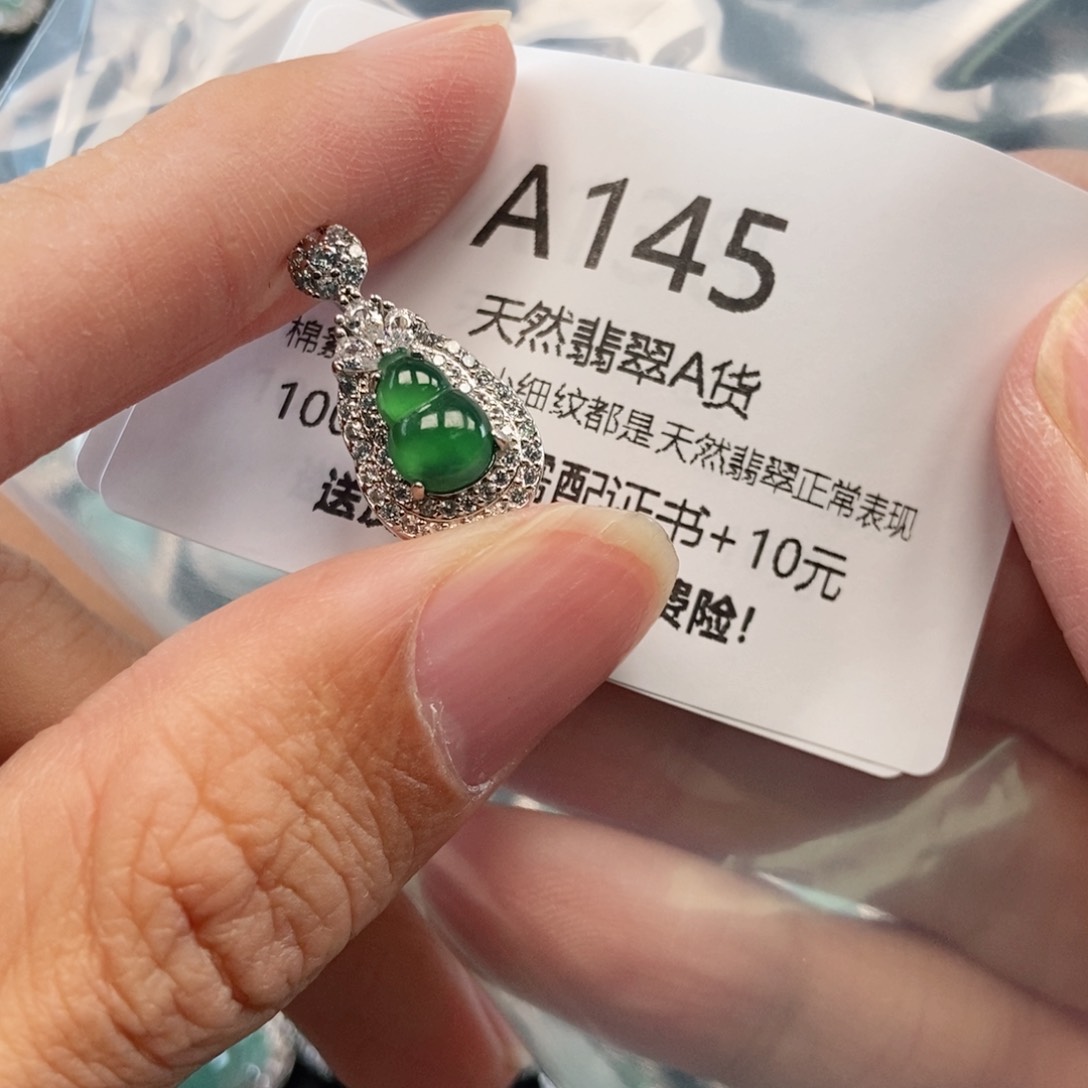 A145
天然翡翠A货
棉 小细纹都是天然翡翠正常表现
100 配证书+10元
送 费险!